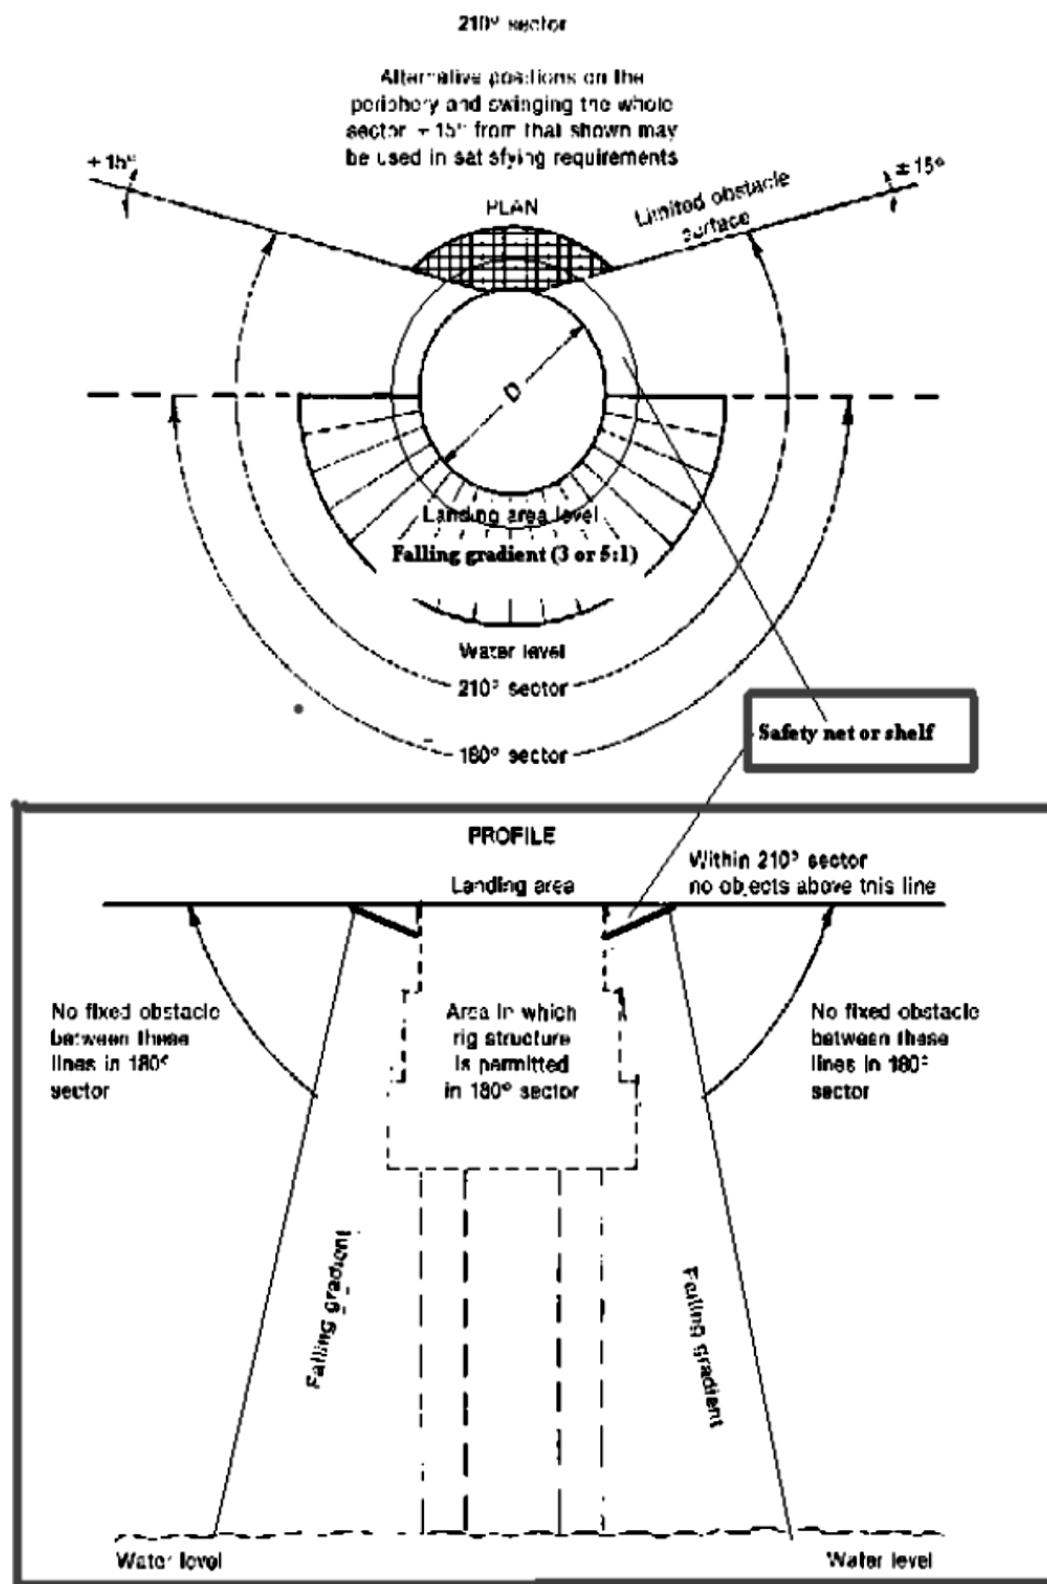 210° sector
Alternative positions on the
periphery and swinging the whole
sector + 15° from that shown may
be used in satisfying requirements
+ 15°
± 15°
PLAN
Limited obstacle
surface
D
Landing area level
Falling gradient (3 or 5:1)
Water level
210° sector
180° sector
Safety net or shelf
PROFILE
Landing area
Within 210° sector
no objects above this line
No fixed obstacle
between these
lines in 180°
sector
Area in which
rig structure
is permitted
in 180° sector
No fixed obstacle
between these
lines in 180°
sector
Falling gradient
Falling gradient
Water level
Water level